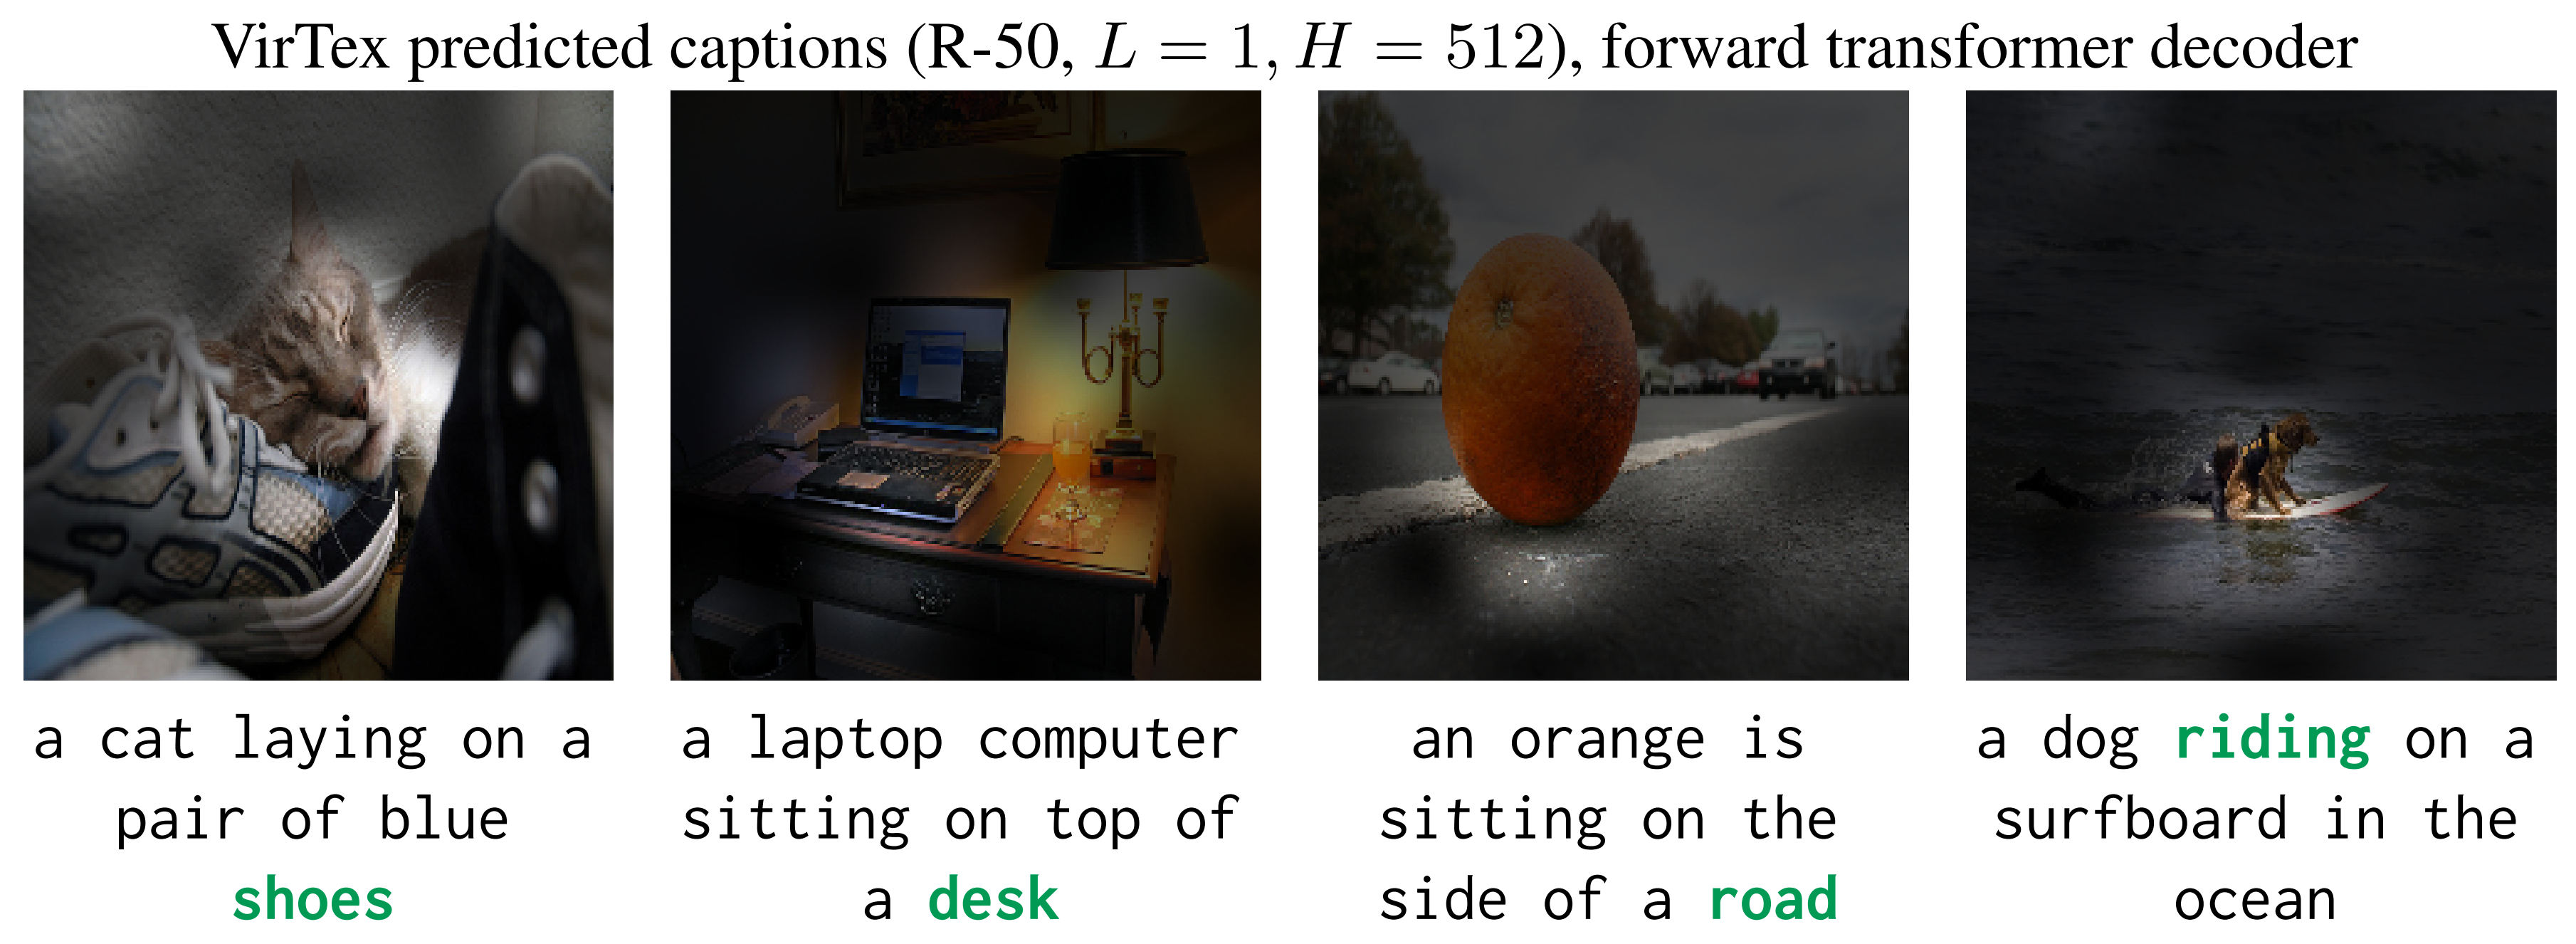 VirTex predicted captions (R-50, L = 1, H = 512), forward transformer decoder
a cat laying on a
pair of blue
shoes
a laptop computer
sitting on top of
a desk
an orange is
sitting on the
side of a road
a dog riding on a
surfboard in the
ocean